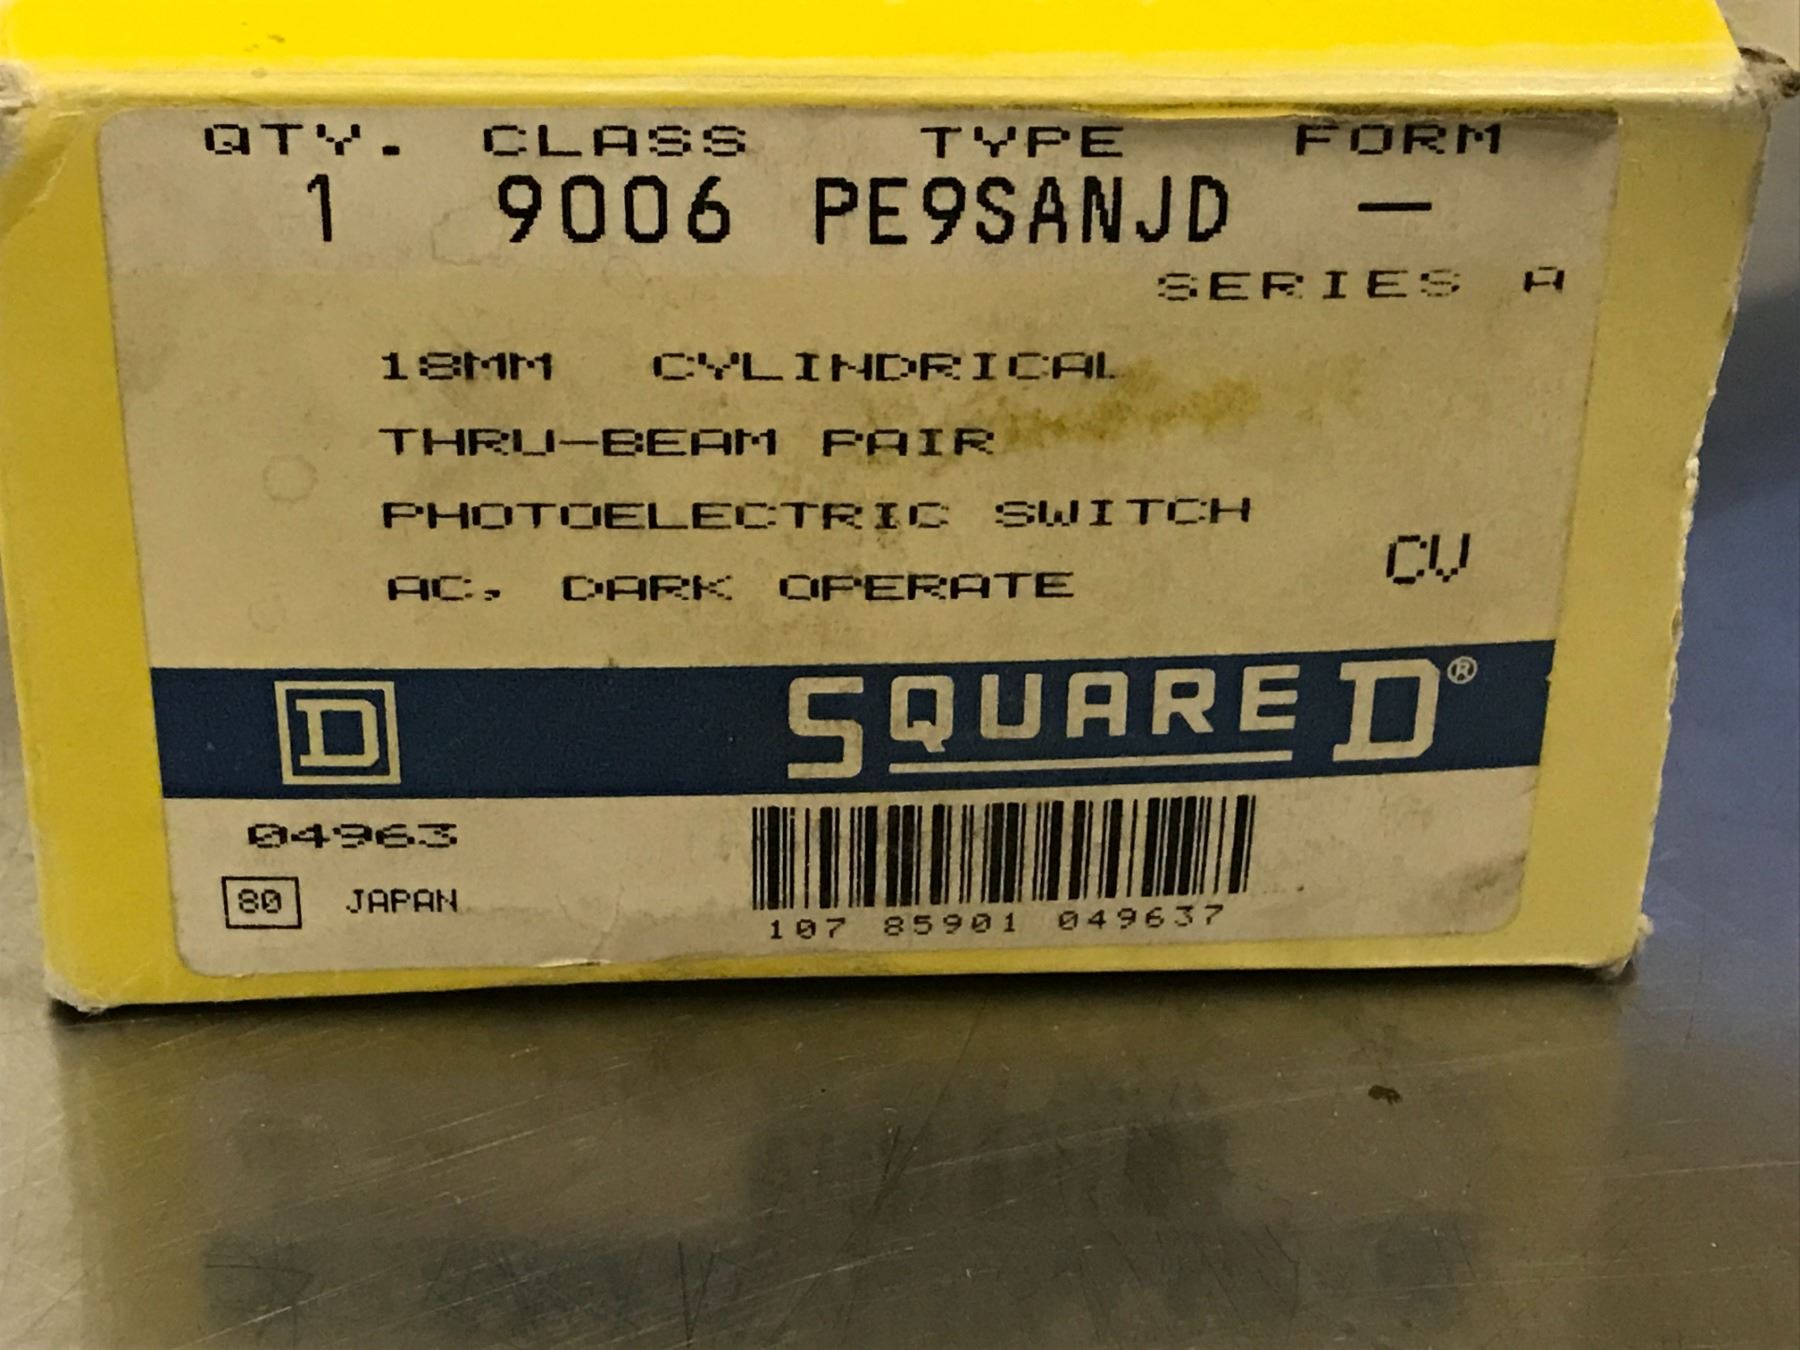 QTY. CLASS TYPE FORM
1 9006 PE9SANJD —
SERIES A
18MM CYLINDRICAL
THRU-BEAM PAIR
PHOTOELECTRIC SWITCH
AC, DARK OPERATE
CV
D SQUARE D®
04963
80 JAPAN
107 85901 049637